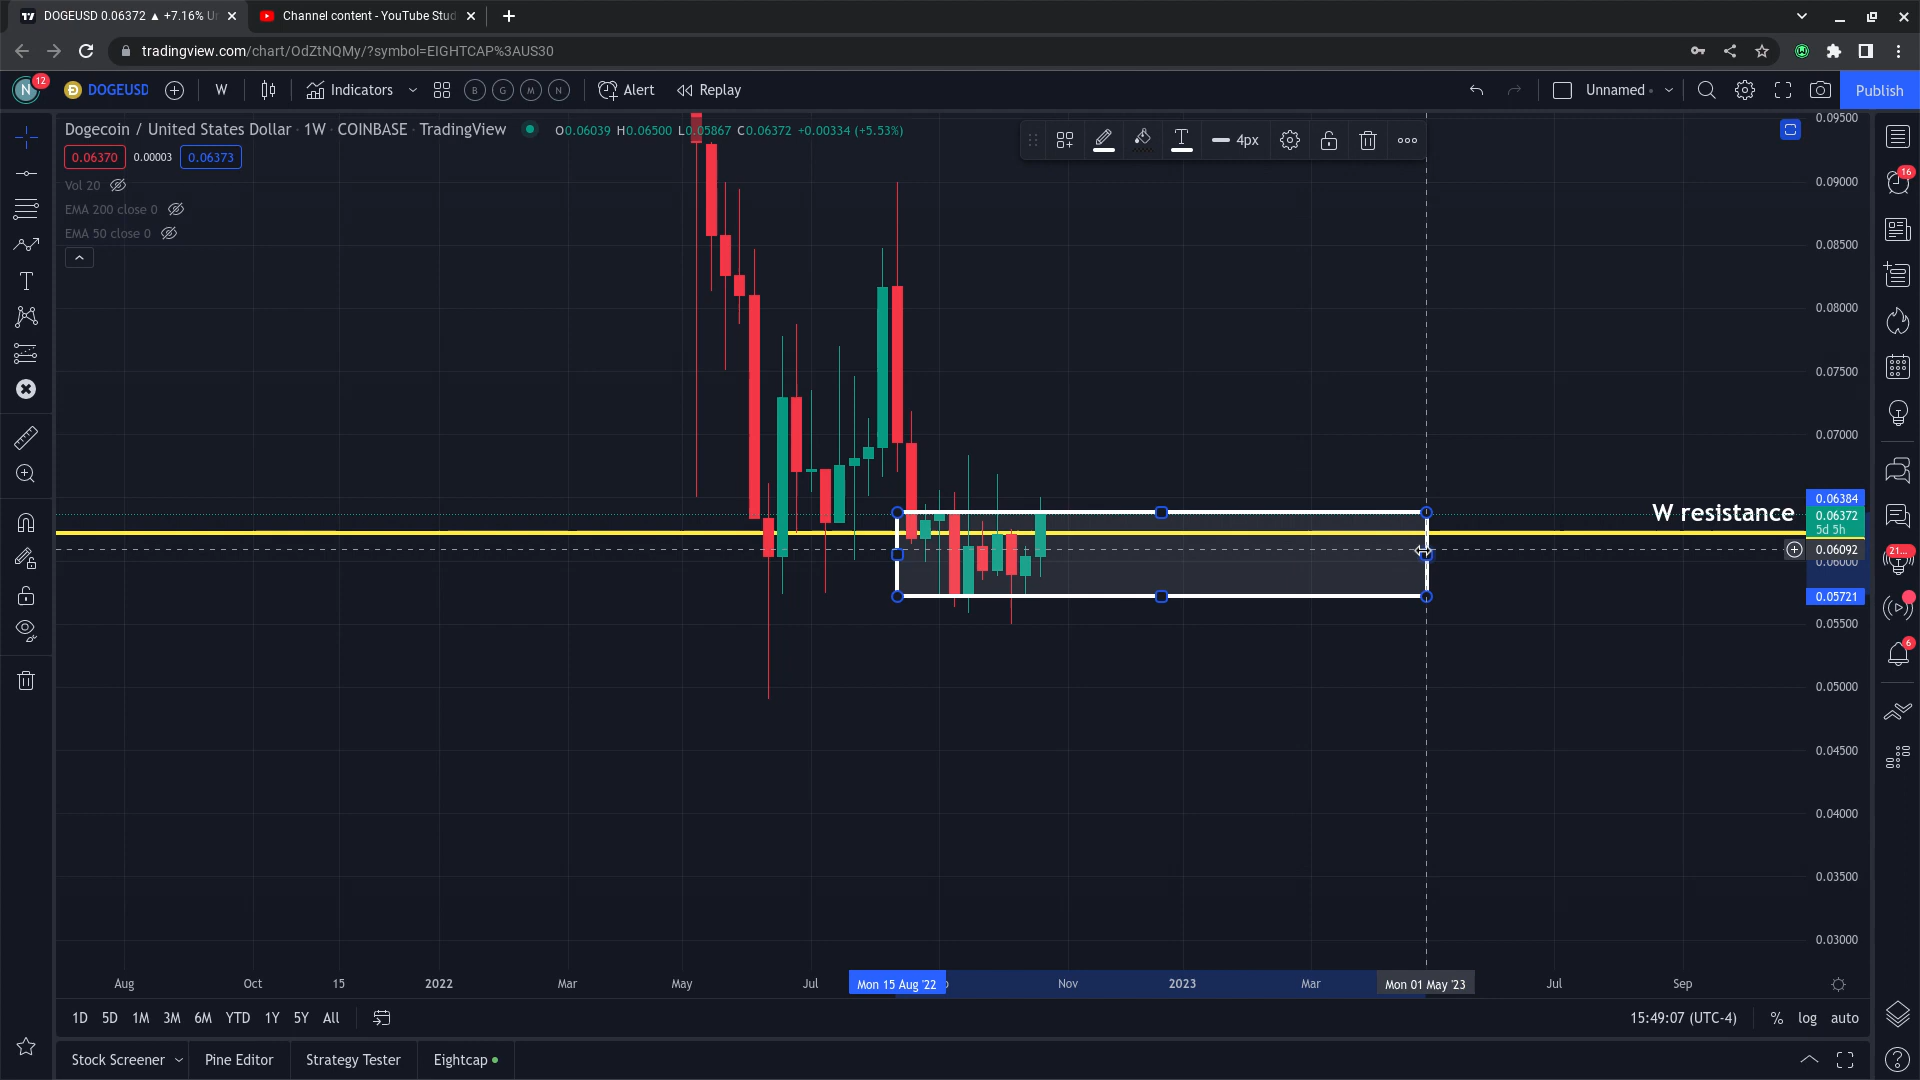 DOGEUSD 0.06372 ▲ +7.16% Un
Channel content - YouTube Stud
tradingview.com/chart/OdZtNQMy/?symbol=EIGHTCAP%3AUS30
N 12
DOGEUSD W Indicators B G M N Alert Replay Unnamed Publish
Dogecoin / United States Dollar · 1W · COINBASE · TradingView O0.06039 H0.06500 L0.05867 C0.06372 +0.00334 (+5.53%)
0.06370 0.00003 0.06373
Vol 20
EMA 200 close 0
EMA 50 close 0
T
4px
0.09500
0.09000
0.08500
0.08000
0.07500
0.07000
W resistance
0.06384
0.06372
5d 5h
0.06092
0.06000
0.05721
0.05500
0.05000
0.04500
0.04000
0.03500
0.03000
16
21...
6
Aug Oct 15 2022 Mar May Jul Mon 15 Aug '22 Nov 2023 Mar Mon 01 May '23 Jul Sep
1D 5D 1M 3M 6M YTD 1Y 5Y All 15:49:07 (UTC-4) % log auto
Stock Screener Pine Editor Strategy Tester Eightcap